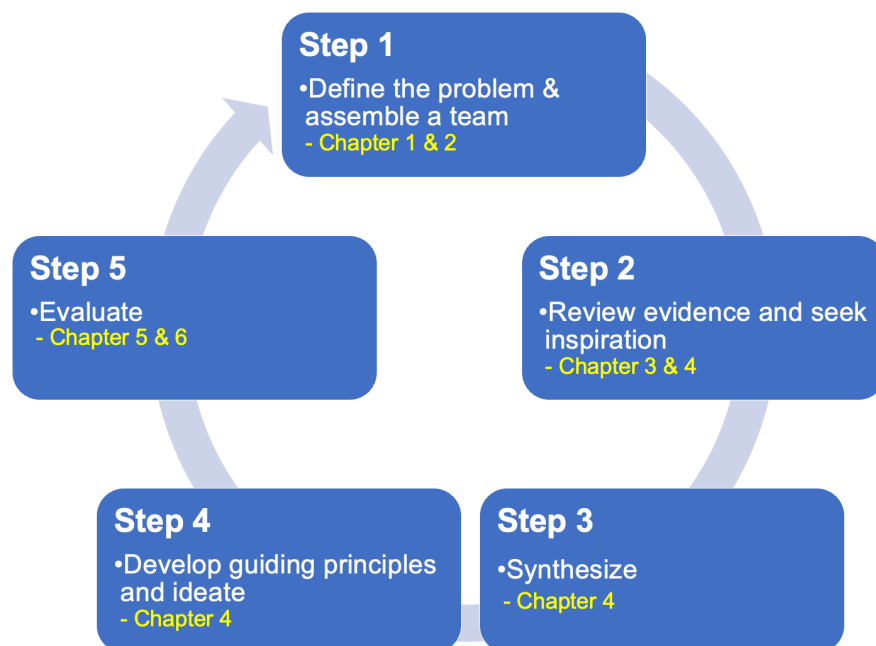 Step 1
•Define the problem &
assemble a team
- Chapter 1 & 2
Step 2
•Review evidence and seek
inspiration
- Chapter 3 & 4
Step 3
•Synthesize
- Chapter 4
Step 4
•Develop guiding principles
and ideate
- Chapter 4
Step 5
•Evaluate
- Chapter 5 & 6